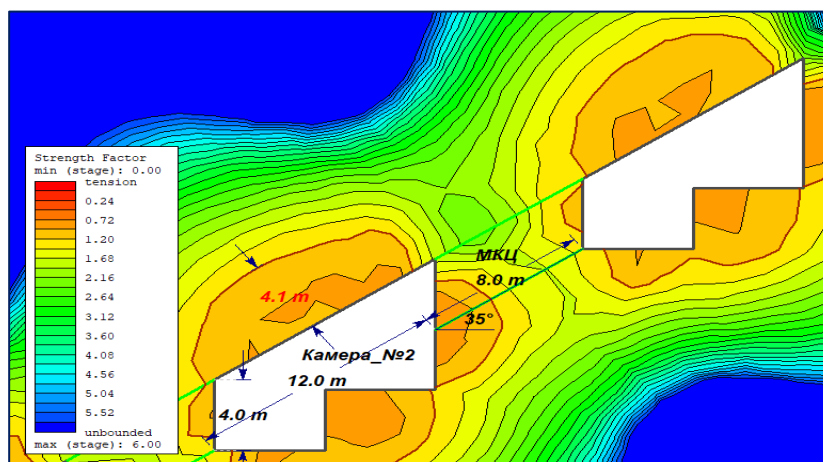 Strength Factor
min (stage): 0.00
tension
0.24
0.72
1.20
1.68
2.16
2.64
3.12
3.60
4.08
4.56
5.04
5.52
unbounded
max (stage): 6.00
МКЦ
8.0 m
4.1 m
35°
Камера_№2
12.0 m
4.0 m